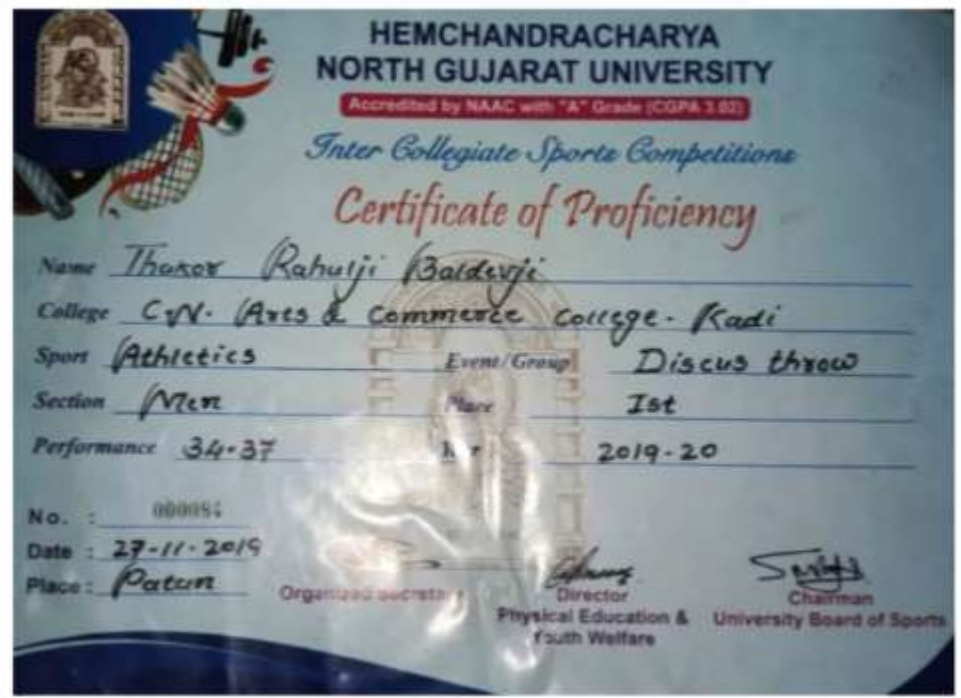 HEMCHANDRACHARYA
NORTH GUJARAT UNIVERSITY
Accredited by NAAC with "A" Grade (CGPA 3.02)
Inter Collegiate Sports Competitions
Certificate of Proficiency
Name Thakor Rahulji Baldevji
College C.N. Arts & Commerce College - Kadi
Sport Athletics Event/Group Discus throw
Section Men Place Ist
Performance 34-37 2019-20
No. :
Date : 27-11-2019
Place : Patan
Organized Secretary Director Chairman
Physical Education & University Board of Sports
Youth Welfare